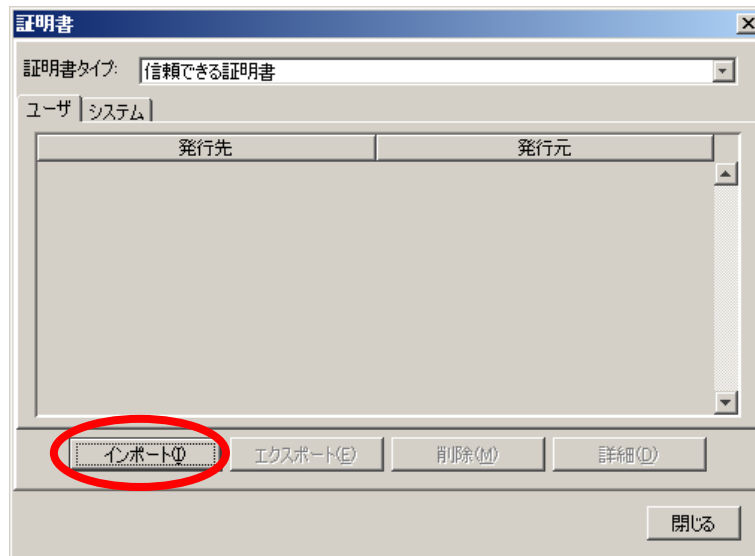 証明書
証明書タイプ: 信頼できる証明書
ユーザ システム
発行先 発行元
インポート(I) エクスポート(E) 削除(M) 詳細(D)
閉じる